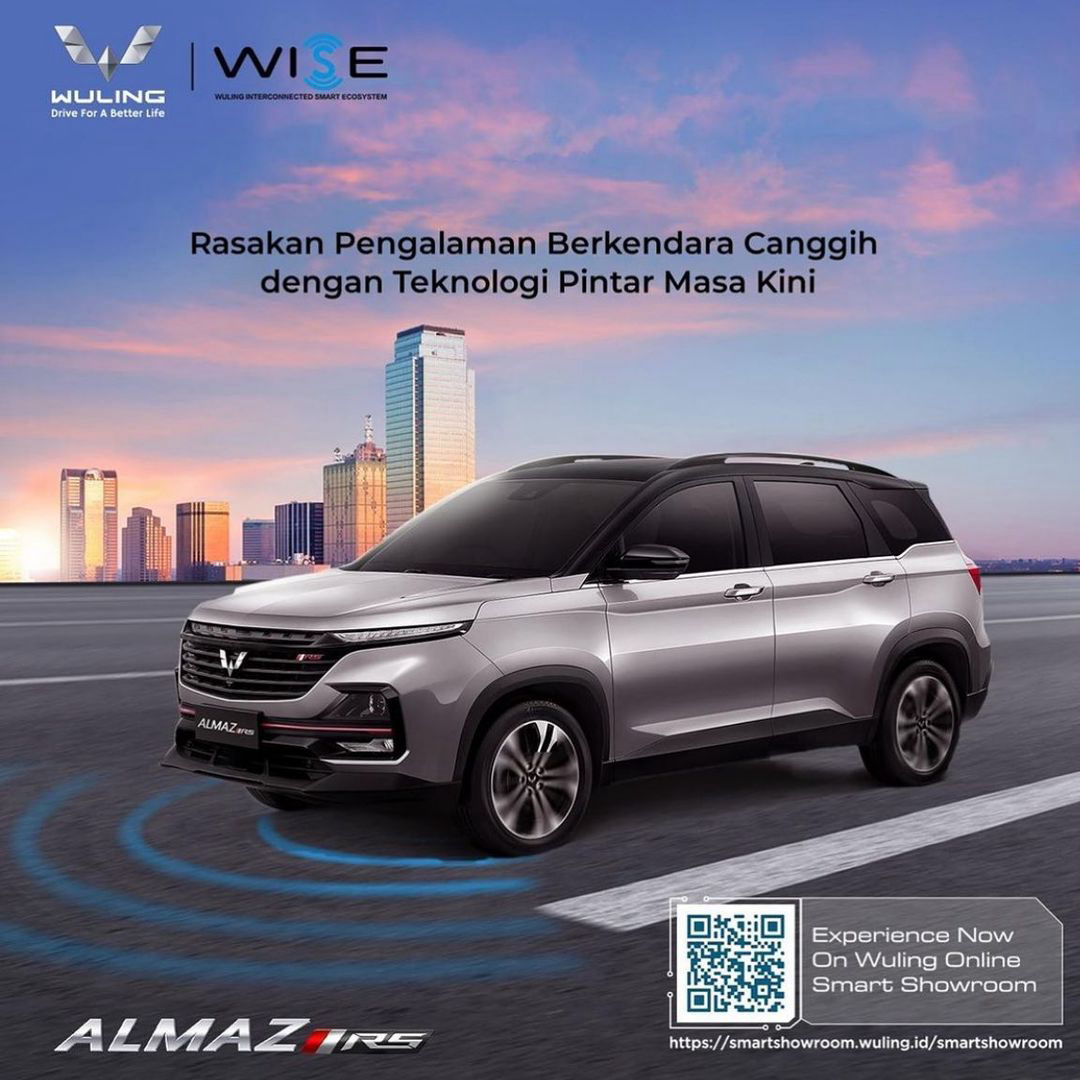 WULING
Drive For A Better Life
WISE
WULING INTERCONNECTED SMART ECOSYSTEM
Rasakan Pengalaman Berkendara Canggih
dengan Teknologi Pintar Masa Kini
RS
ALMAZ RS
Experience Now
On Wuling Online
Smart Showroom
ALMAZ RS
https://smartshowroom.wuling.id/smartshowroom